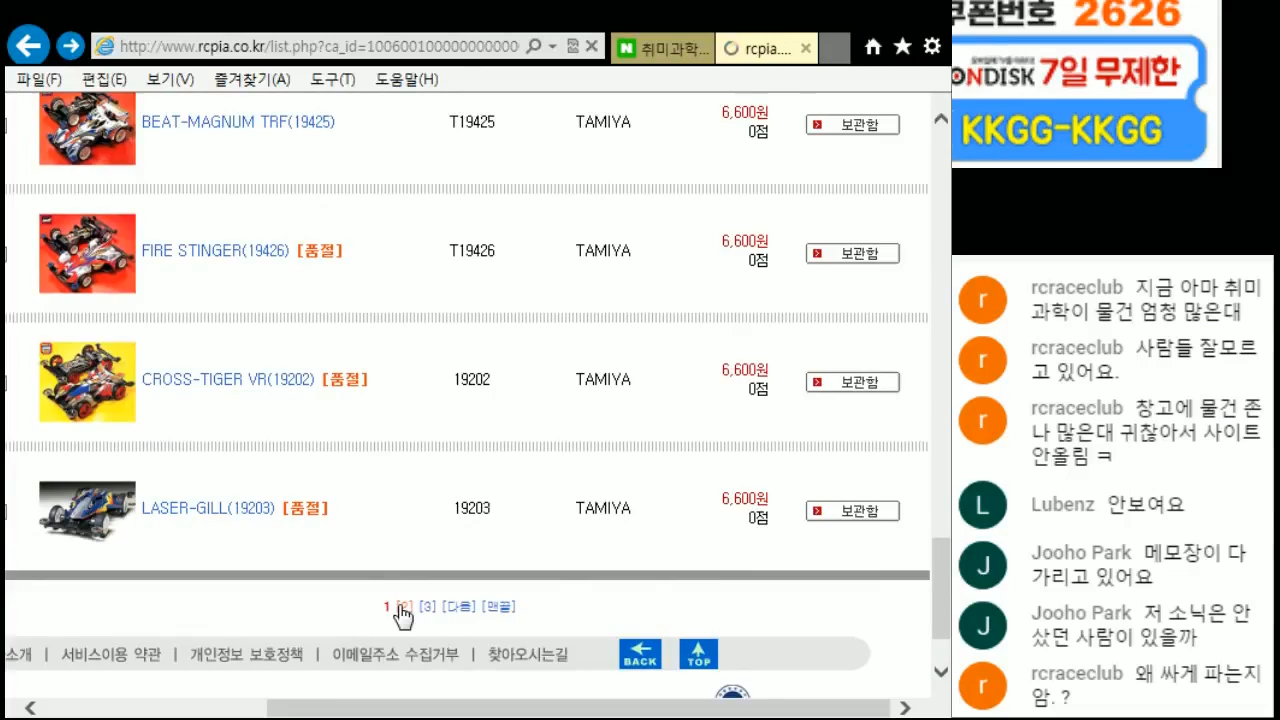 http://www.rcpia.co.kr/list.php?ca_id=100600100000000000
취미과학...
rcpia....
파일(F) 편집(E) 보기(V) 즐겨찾기(A) 도구(T) 도움말(H)
BEAT-MAGNUM TRF(19425) T19425 TAMIYA 6,600원 보관함
0점
FIRE STINGER(19426) [품절] T19426 TAMIYA 6,600원 보관함
0점
CROSS-TIGER VR(19202) [품절] 19202 TAMIYA 6,600원 보관함
0점
LASER-GILL(19203) [품절] 19203 TAMIYA 6,600원 보관함
0점
1 [2] [3] [다음] [맨끝]
소개 | 서비스이용 약관 | 개인정보 보호정책 | 이메일주소 수집거부 | 찾아오시는길
BACK
TOP
쿠폰번호 2626
ONDISK 7일 무제한
KKGG-KKGG
rcraceclub 지금 아마 취미
과학이 물건 엄청 많은대
rcraceclub 사람들 잘모르
고 있어요.
rcraceclub 창고에 물건 존
나 많은대 귀찮아서 사이트
안올림 ㅋ
Lubenz 안보여요
Jooho Park 메모장이 다
가리고 있어요
Jooho Park 저 소닉은 안
샀던 사람이 있을까
rcraceclub 왜 싸게 파는지
암. ?